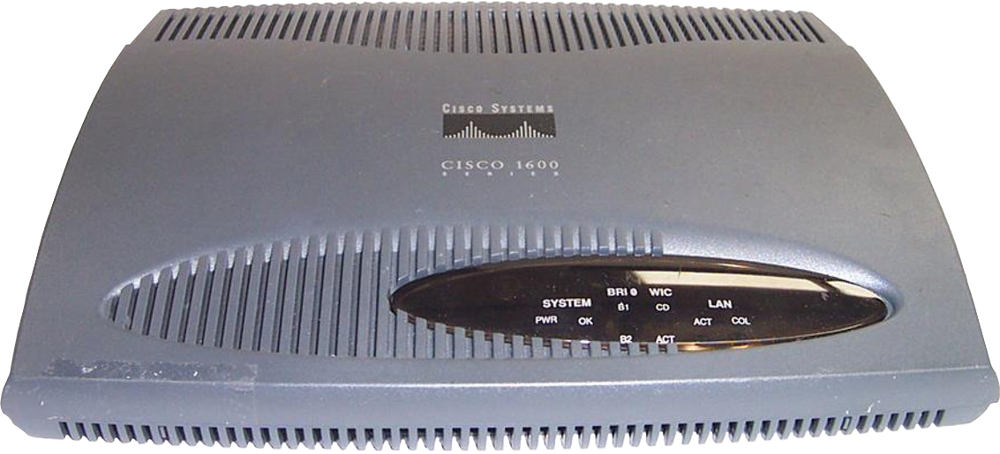 CISCO SYSTEMS
CISCO 1600
SERIES
BRI 0 WIC
SYSTEM B1 CD LAN
PWR OK ACT COL
B2 ACT